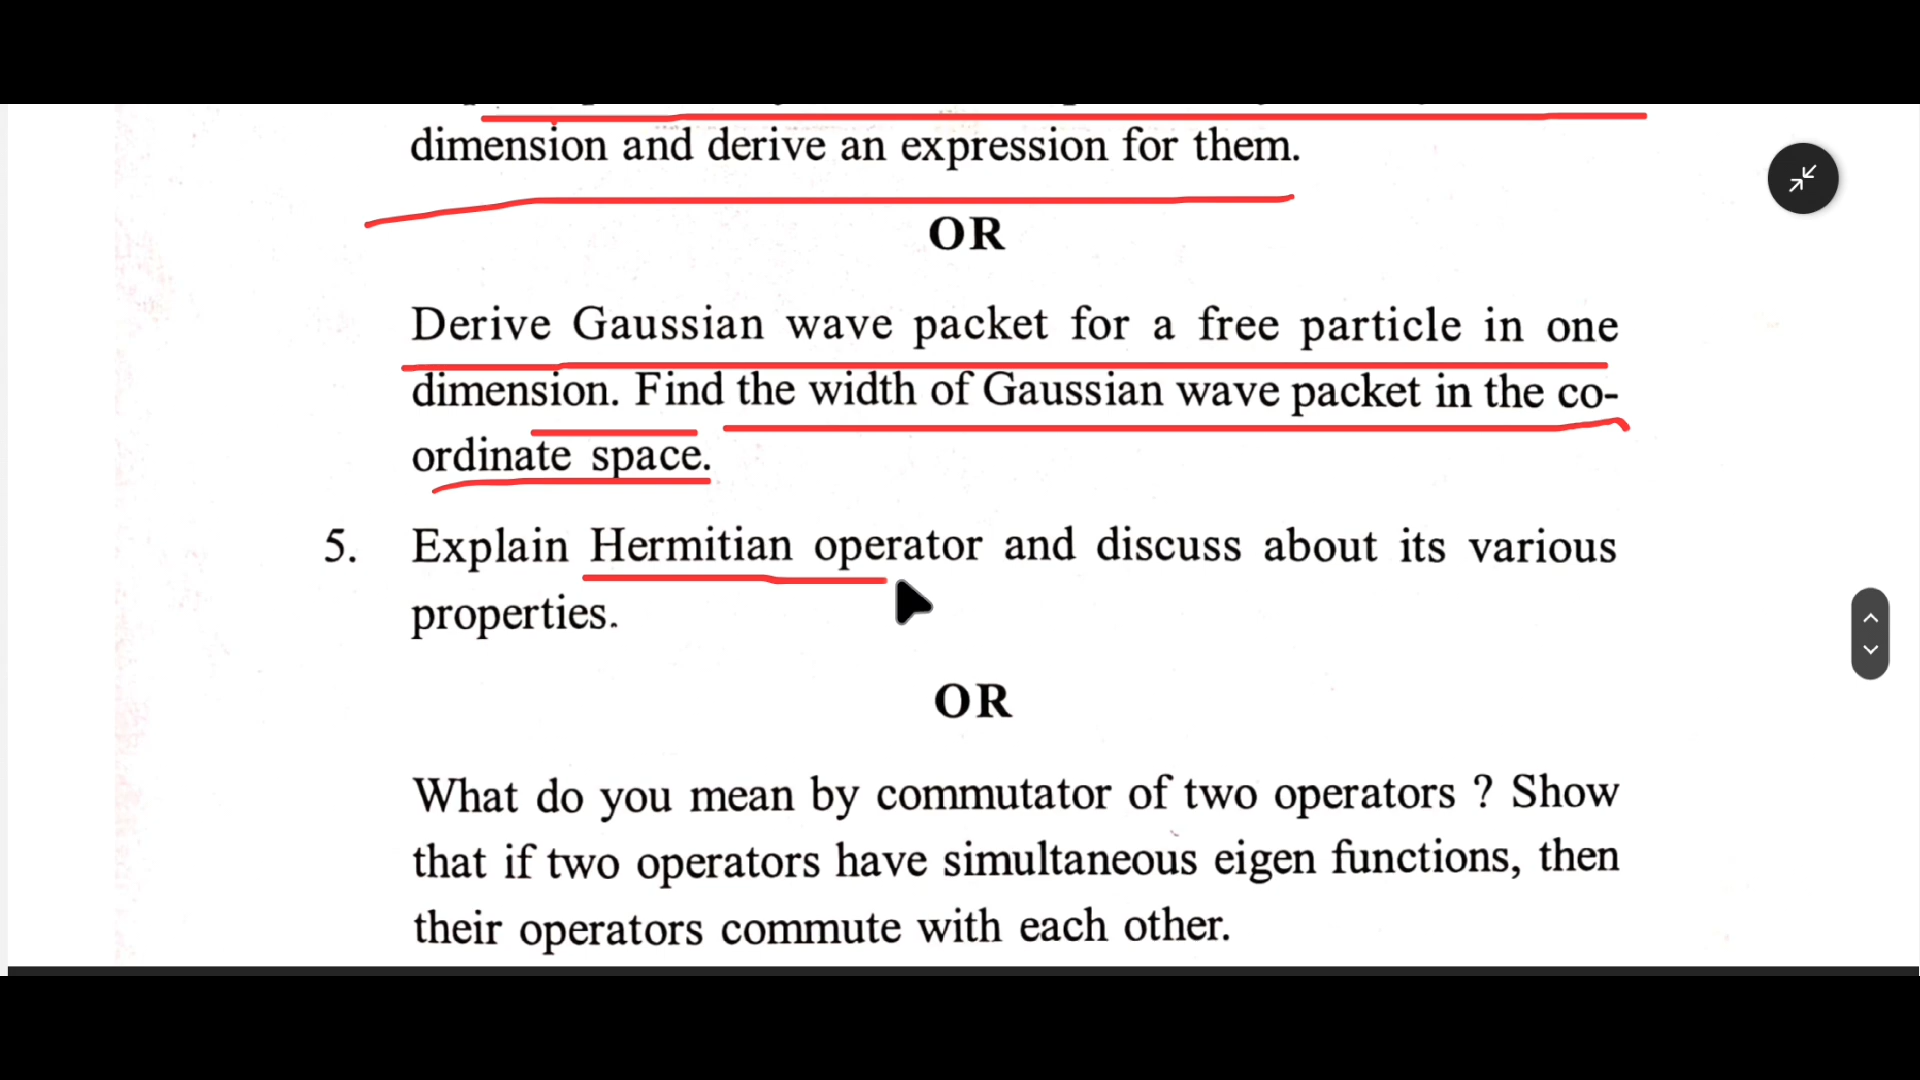 dimension and derive an expression for them.
OR
Derive Gaussian wave packet for a free particle in one
dimension. Find the width of Gaussian wave packet in the co-
ordinate space.
5. Explain Hermitian operator and discuss about its various
properties.
OR
What do you mean by commutator of two operators ? Show
that if two operators have simultaneous eigen functions, then
their operators commute with each other.